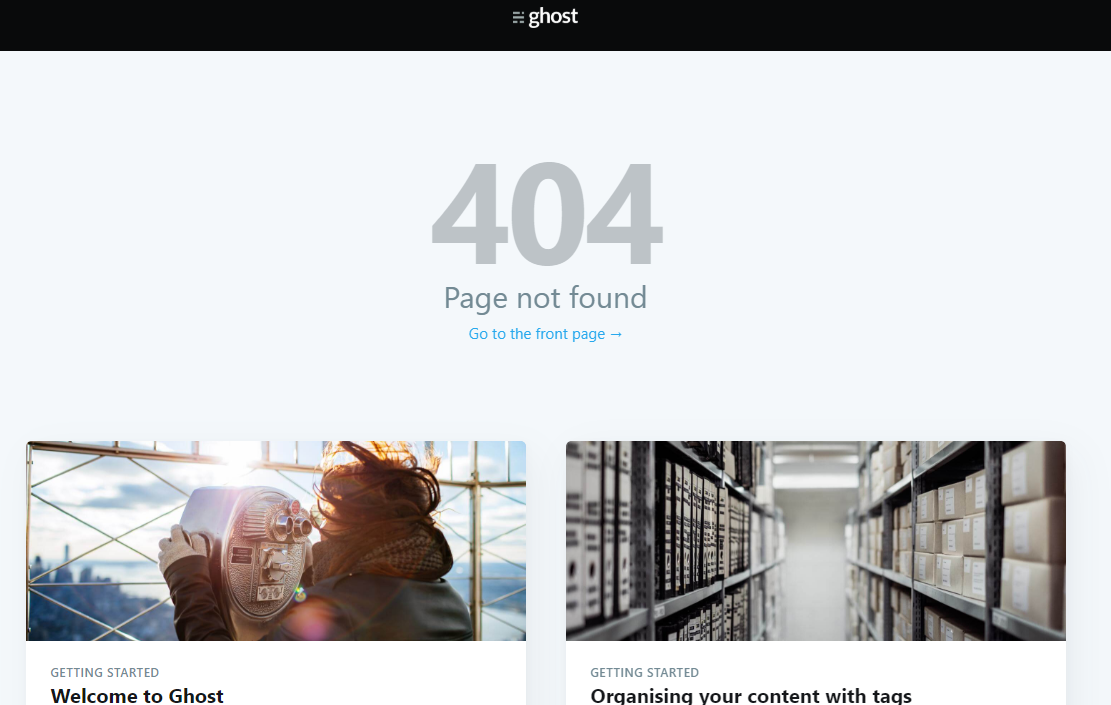 ghost
404
Page not found
Go to the front page →
GETTING STARTED
Welcome to Ghost
GETTING STARTED
Organising your content with tags